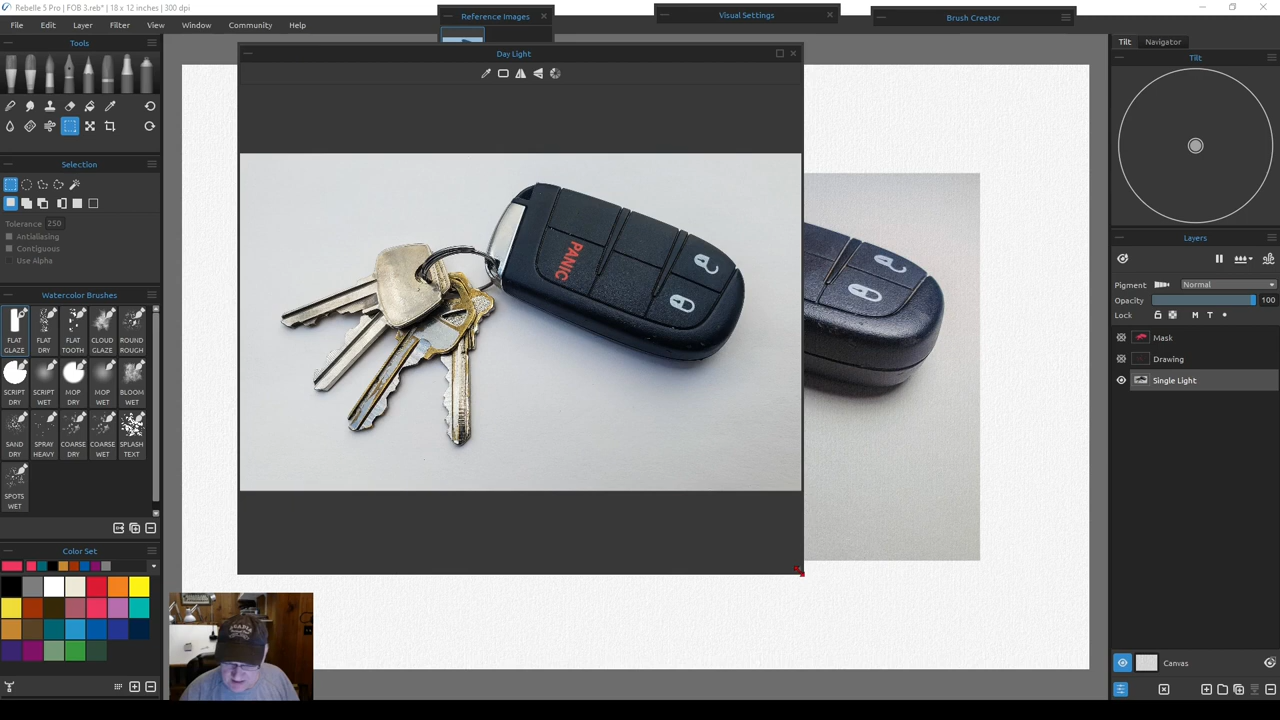 Rebelle 5 Pro | FOB 3.reb* | 18 x 12 inches | 300 dpi
File Edit Layer Filter View Window Community Help
Reference Images
Visual Settings
Brush Creator
Tools
Day Light
Tilt Navigator
Tilt
Selection
Tolerance 250
Antialiasing
Contiguous
Use Alpha
PANIC
Layers
Pigment Normal
Opacity 100
Lock M T
Mask
Drawing
Single Light
Watercolor Brushes
FLAT GLAZE
FLAT DRY
FLAT TOOTH
CLOUD GLAZE
ROUND ROUGH
SCRIPT DRY
SCRIPT WET
MOP DRY
MOP WET
BLOOM WET
SAND DRY
SPRAY HEAVY
COARSE DRY
COARSE WET
SPLASH TEXT
SPOTS WET
Color Set
Canvas